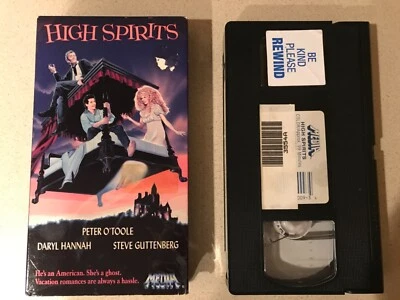 HIGH SPIRITS
PETER O'TOOLE
DARYL HANNAH STEVE GUTTENBERG
He's an American. She's a ghost.
Vacation romances are always a hassle.
MEDIA
BE
KIND
PLEASE
REWIND
MEDIA
HIGH SPIRITS